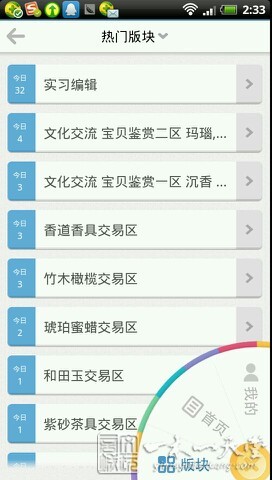 2:33
热门版块
今日
32
实习编辑
今日
4
文化交流 宝贝鉴赏二区 玛瑙,...
今日
3
文化交流 宝贝鉴赏一区 沉香 ...
今日
3
香道香具交易区
今日
3
竹木橄榄交易区
今日
2
琥珀蜜蜡交易区
今日
1
和田玉交易区
今日
1
紫砂茶具交易区
我的
首页
版块